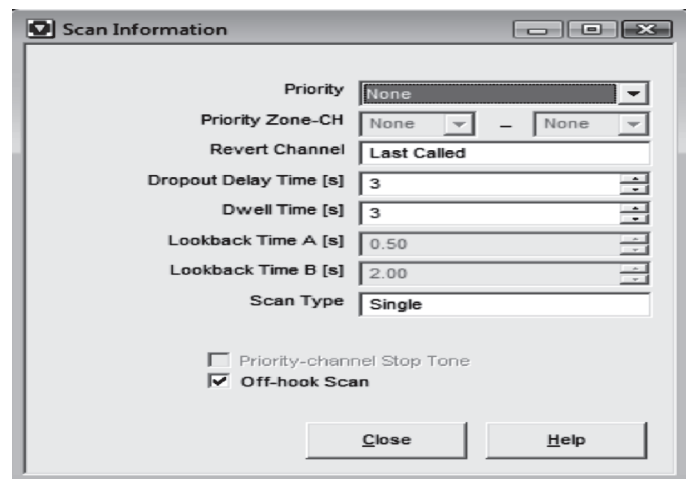 Scan Information
Priority None
Priority Zone-CH None – None
Revert Channel Last Called
Dropout Delay Time [s] 3
Dwell Time [s] 3
Lookback Time A [s] 0.50
Lookback Time B [s] 2.00
Scan Type Single
Priority-channel Stop Tone
Off-hook Scan
Close Help